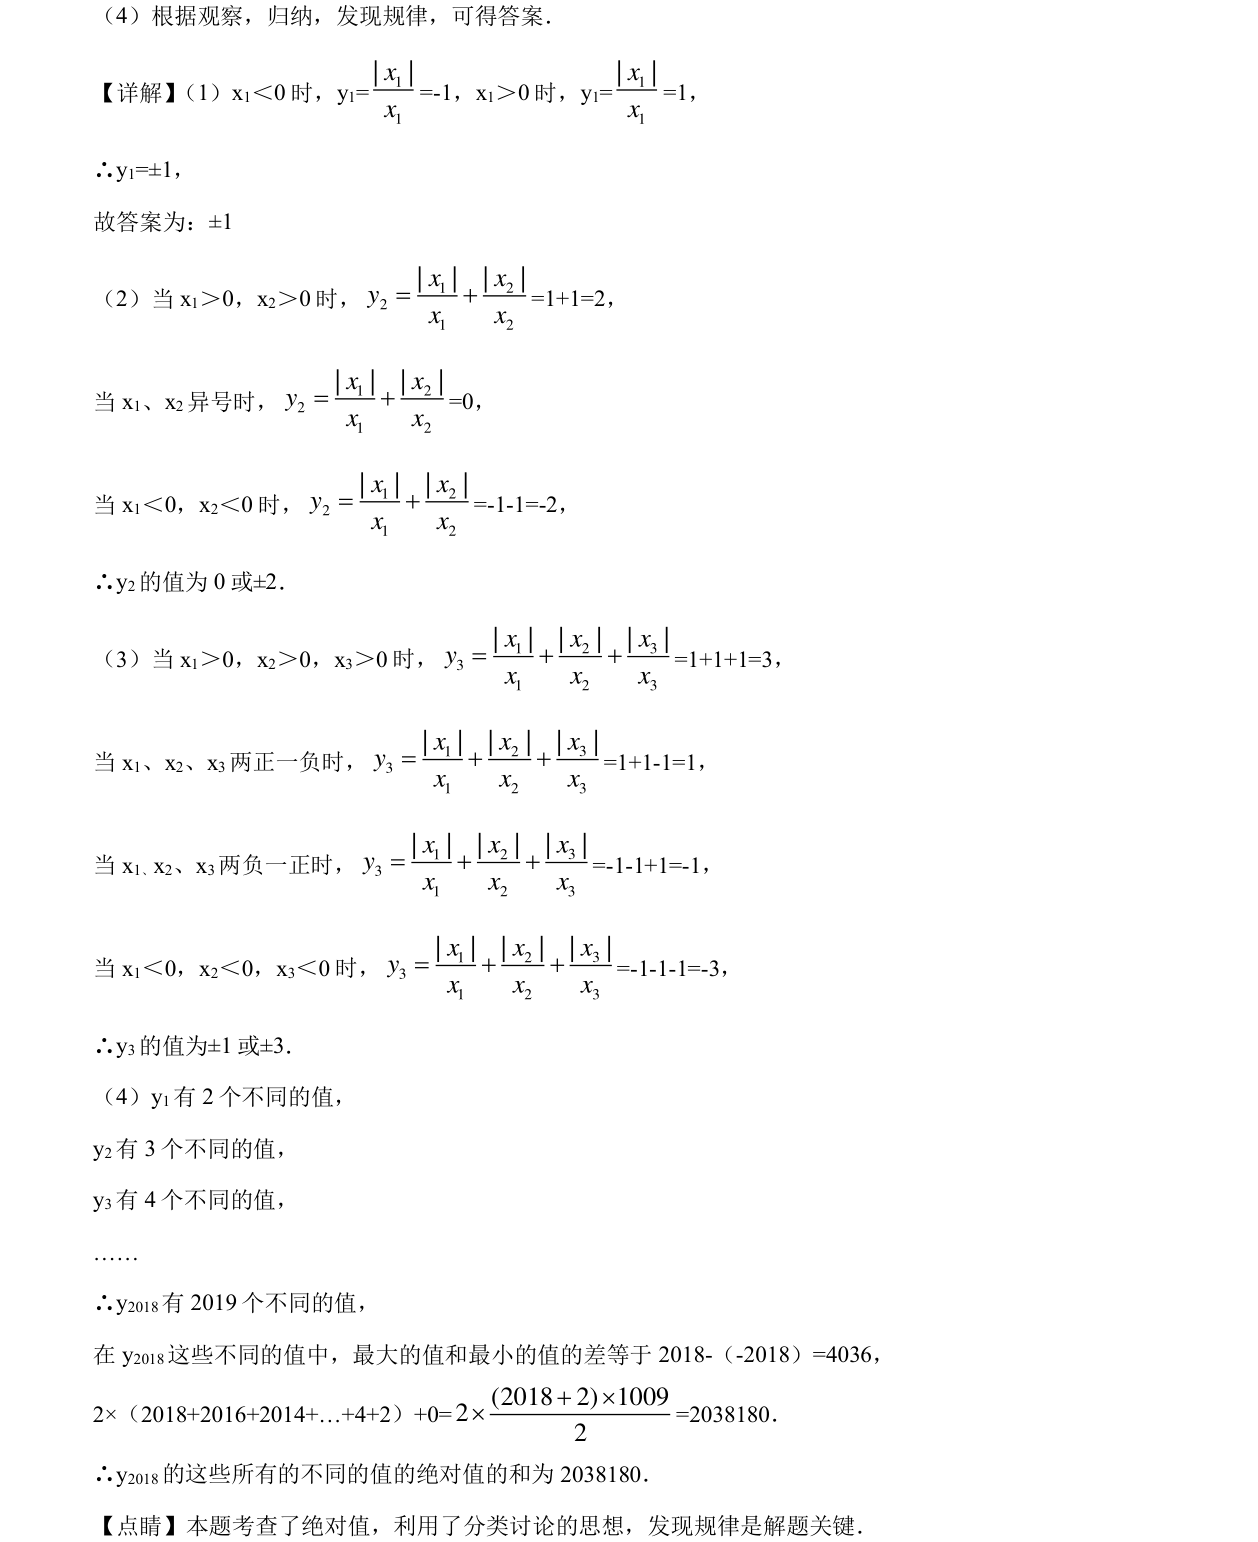 （4）根据观察，归纳，发现规律，可得答案．
【详解】（1）x₁＜0 时，y₁=|x₁|/x₁=-1，x₁＞0 时，y₁=|x₁|/x₁=1，
∴y₁=±1，
故答案为：±1
（2）当 x₁＞0，x₂＞0 时，y₂=|x₁|/x₁+|x₂|/x₂=1+1=2，
当 x₁、x₂ 异号时，y₂=|x₁|/x₁+|x₂|/x₂=0，
当 x₁＜0，x₂＜0 时，y₂=|x₁|/x₁+|x₂|/x₂=-1-1=-2，
∴y₂ 的值为 0 或±2．
（3）当 x₁＞0，x₂＞0，x₃＞0 时，y₃=|x₁|/x₁+|x₂|/x₂+|x₃|/x₃=1+1+1=3，
当 x₁、x₂、x₃ 两正一负时，y₃=|x₁|/x₁+|x₂|/x₂+|x₃|/x₃=1+1-1=1，
当 x₁、x₂、x₃ 两负一正时，y₃=|x₁|/x₁+|x₂|/x₂+|x₃|/x₃=-1-1+1=-1，
当 x₁＜0，x₂＜0，x₃＜0 时，y₃=|x₁|/x₁+|x₂|/x₂+|x₃|/x₃=-1-1-1=-3，
∴y₃ 的值为±1 或±3．
（4）y₁ 有 2 个不同的值，
y₂ 有 3 个不同的值，
y₃ 有 4 个不同的值，
……
∴y₂₀₁₈ 有 2019 个不同的值，
在 y₂₀₁₈ 这些不同的值中，最大的值和最小的值的差等于 2018-（-2018）=4036，
2×（2018+2016+2014+…+4+2）+0=2×(2018+2)×1009/2=2038180．
∴y₂₀₁₈ 的这些所有的不同的值的绝对值的和为 2038180．
【点睛】本题考查了绝对值，利用了分类讨论的思想，发现规律是解题关键．